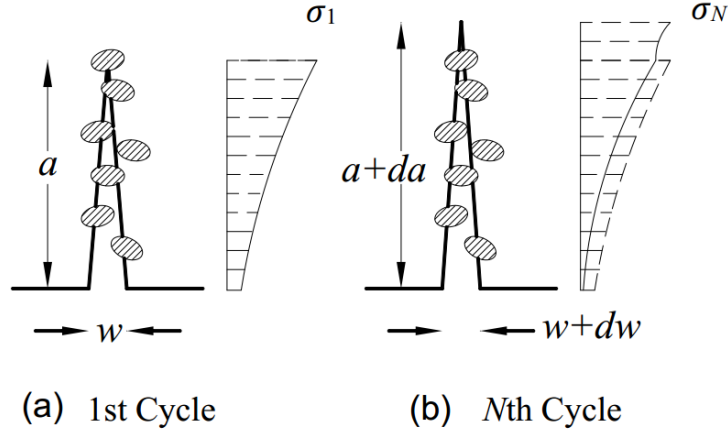 σ1
σN
a
a+da
w
w+dw
(a) 1st Cycle
(b) Nth Cycle